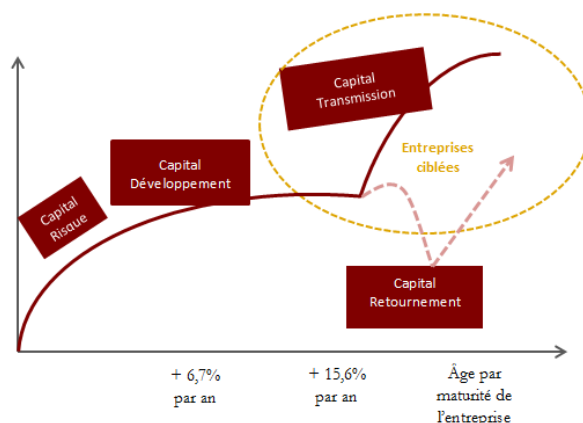 Capital
Transmission
Entreprises
ciblées
Capital
Développement
Capital
Risque
Capital
Retournement
+ 6,7%
par an
+ 15,6%
par an
Âge par
maturité de
l'entreprise